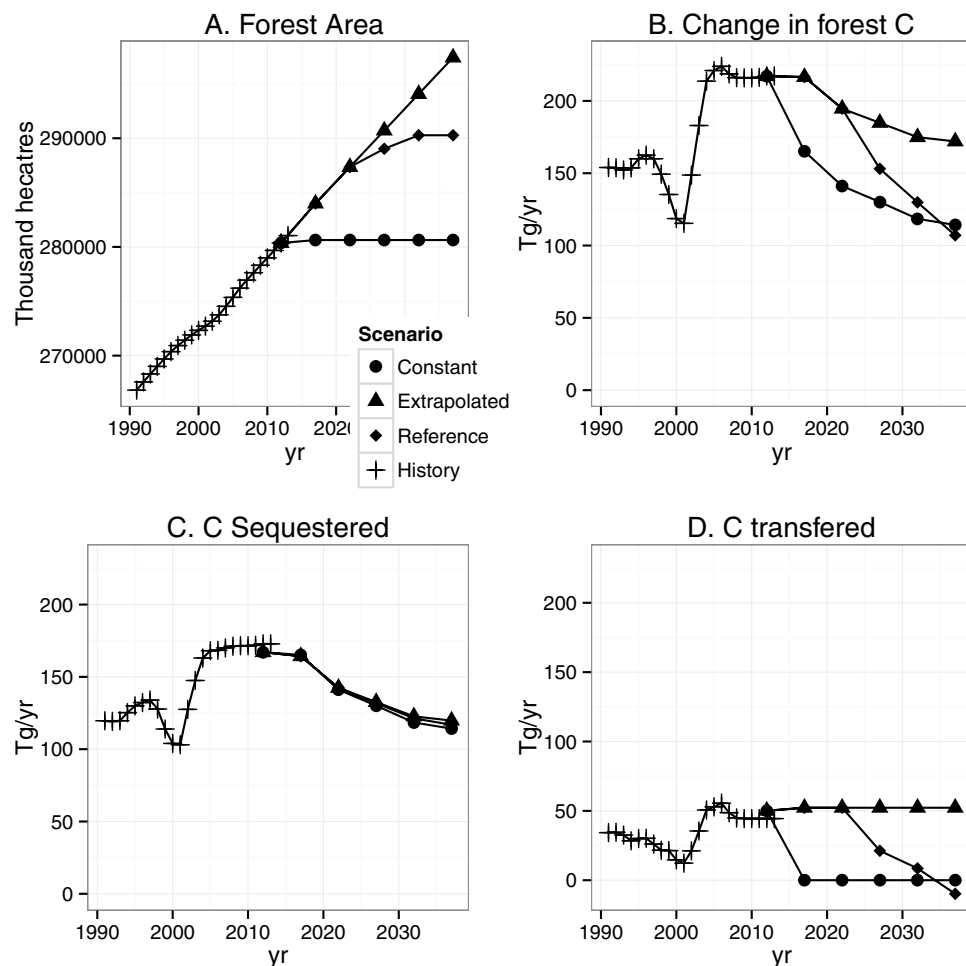 A. Forest Area
Thousand hecatres
290000
280000
270000
1990 2000 2010 202
yr
Scenario
Constant
Extrapolated
Reference
History
B. Change in forest C
Tg/yr
200
150
100
50
0
1990 2000 2010 2020 2030
yr
C. C Sequestered
Tg/yr
200
150
100
50
0
1990 2000 2010 2020 2030
yr
D. C transfered
Tg/yr
200
150
100
50
0
1990 2000 2010 2020 2030
yr